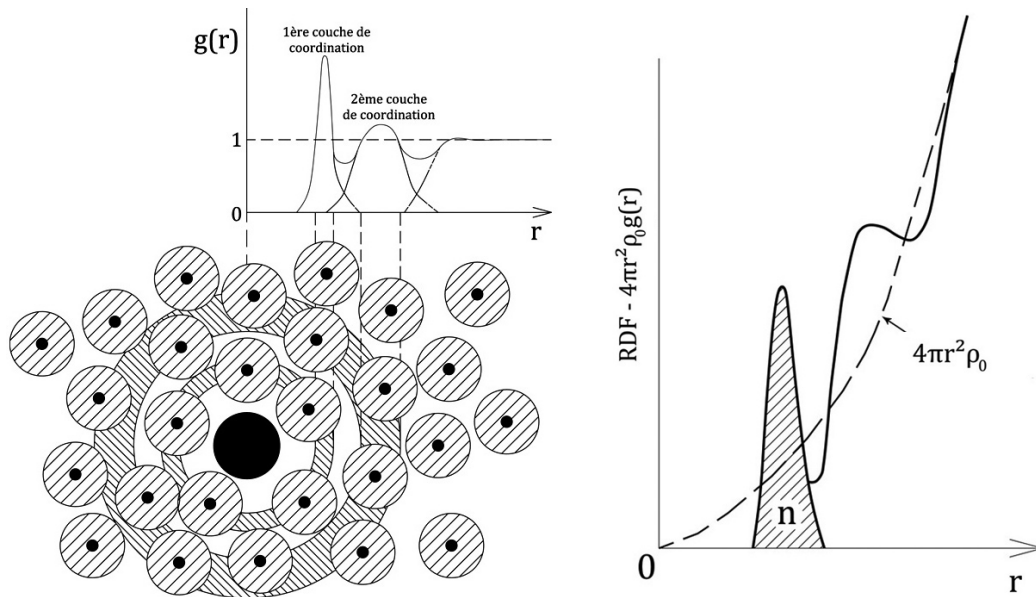 g(r)
1ère couche de
coordination
2ème couche
de coordination
1
0
r
RDF - 4πr²ρ₀g(r)
4πr²ρ₀
n
0
r